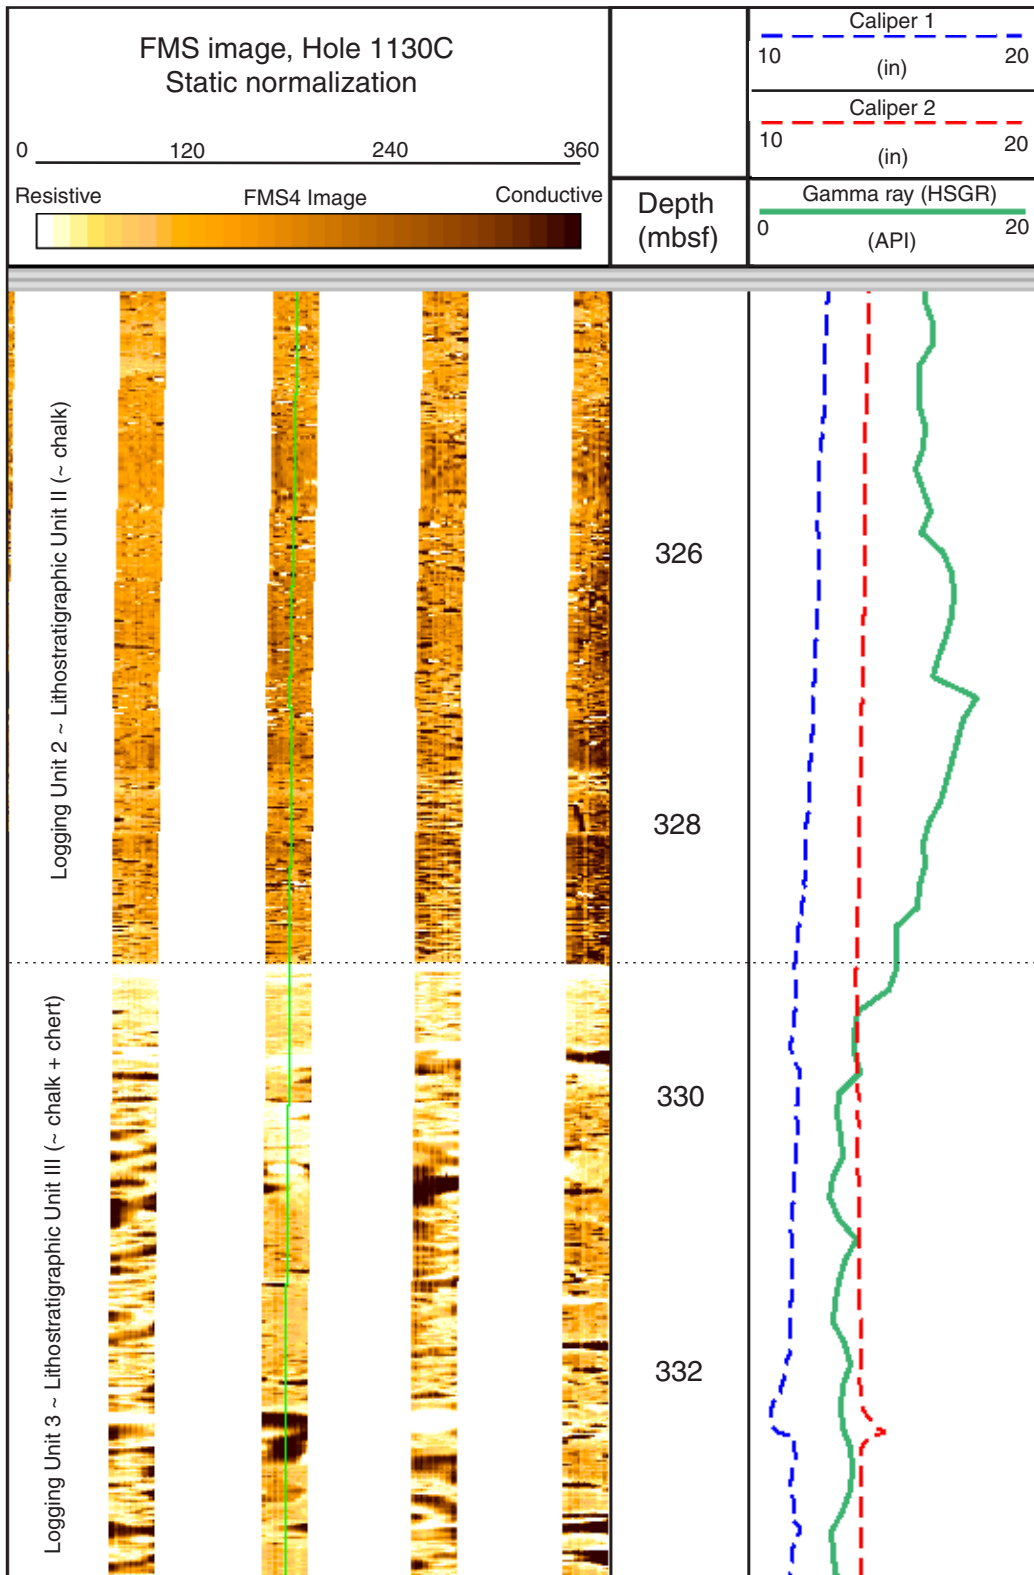 FMS image, Hole 1130C
Static normalization
0 120 240 360
Resistive FMS4 Image Conductive
Depth
(mbsf)
Caliper 1
10 20
(in)
Caliper 2
10 20
(in)
Gamma ray (HSGR)
0 20
(API)
Logging Unit 2 ~ Lithostratigraphic Unit II (~ chalk)
Logging Unit 3 ~ Lithostratigraphic Unit III (~ chalk + chert)
326
328
330
332